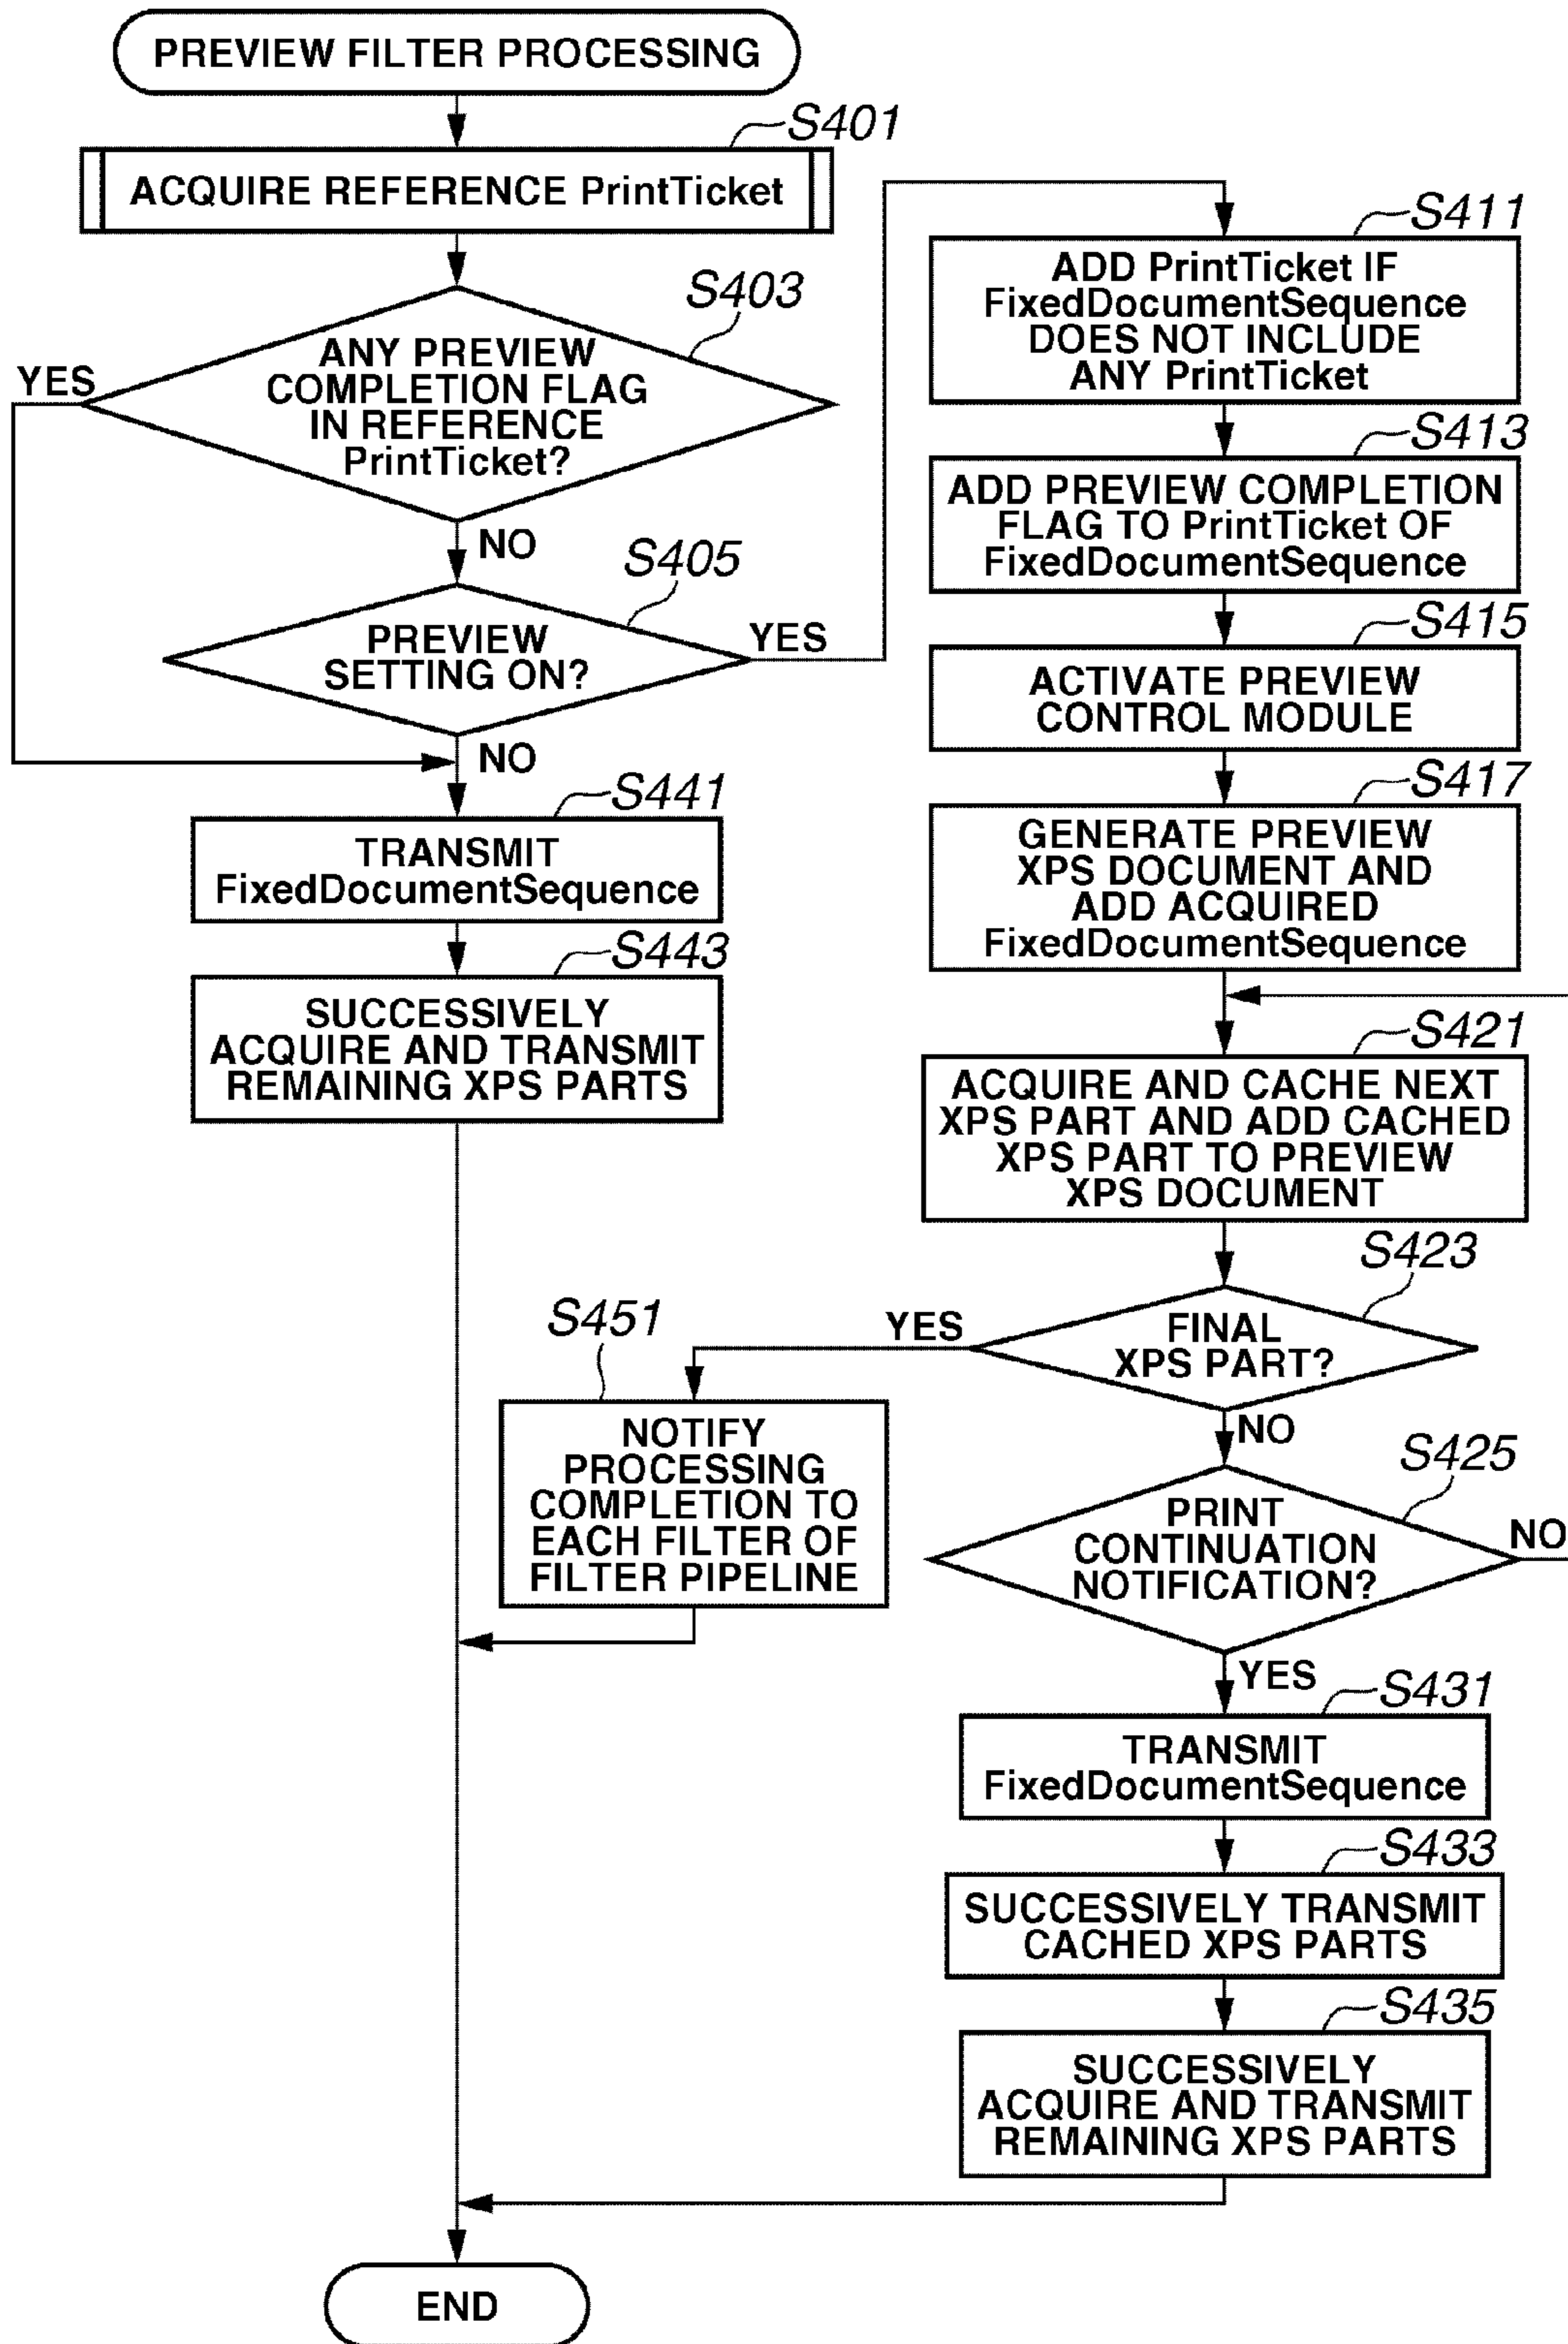 PREVIEW FILTER PROCESSING
S401
ACQUIRE REFERENCE PrintTicket
S403
ANY PREVIEW
COMPLETION FLAG
IN REFERENCE
PrintTicket?
YES
NO
S405
PREVIEW
SETTING ON?
YES
NO
S441
TRANSMIT
FixedDocumentSequence
S443
SUCCESSIVELY
ACQUIRE AND TRANSMIT
REMAINING XPS PARTS
S411
ADD PrintTicket IF
FixedDocumentSequence
DOES NOT INCLUDE
ANY PrintTicket
S413
ADD PREVIEW COMPLETION
FLAG TO PrintTicket OF
FixedDocumentSequence
S415
ACTIVATE PREVIEW
CONTROL MODULE
S417
GENERATE PREVIEW
XPS DOCUMENT AND
ADD ACQUIRED
FixedDocumentSequence
S421
ACQUIRE AND CACHE NEXT
XPS PART AND ADD CACHED
XPS PART TO PREVIEW
XPS DOCUMENT
S423
FINAL
XPS PART?
YES
NO
S451
NOTIFY
PROCESSING
COMPLETION TO
EACH FILTER OF
FILTER PIPELINE
S425
PRINT
CONTINUATION
NOTIFICATION?
NO
YES
S431
TRANSMIT
FixedDocumentSequence
S433
SUCCESSIVELY TRANSMIT
CACHED XPS PARTS
S435
SUCCESSIVELY
ACQUIRE AND TRANSMIT
REMAINING XPS PARTS
END